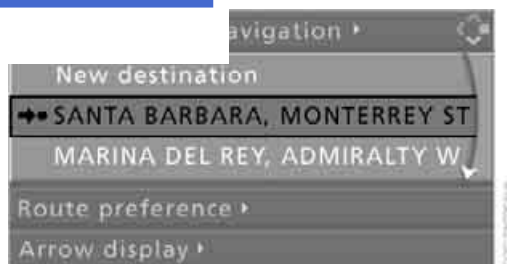 avigation
New destination
SANTA BARBARA, MONTERREY ST
MARINA DEL REY, ADMIRALTY W
Route preference
Arrow display